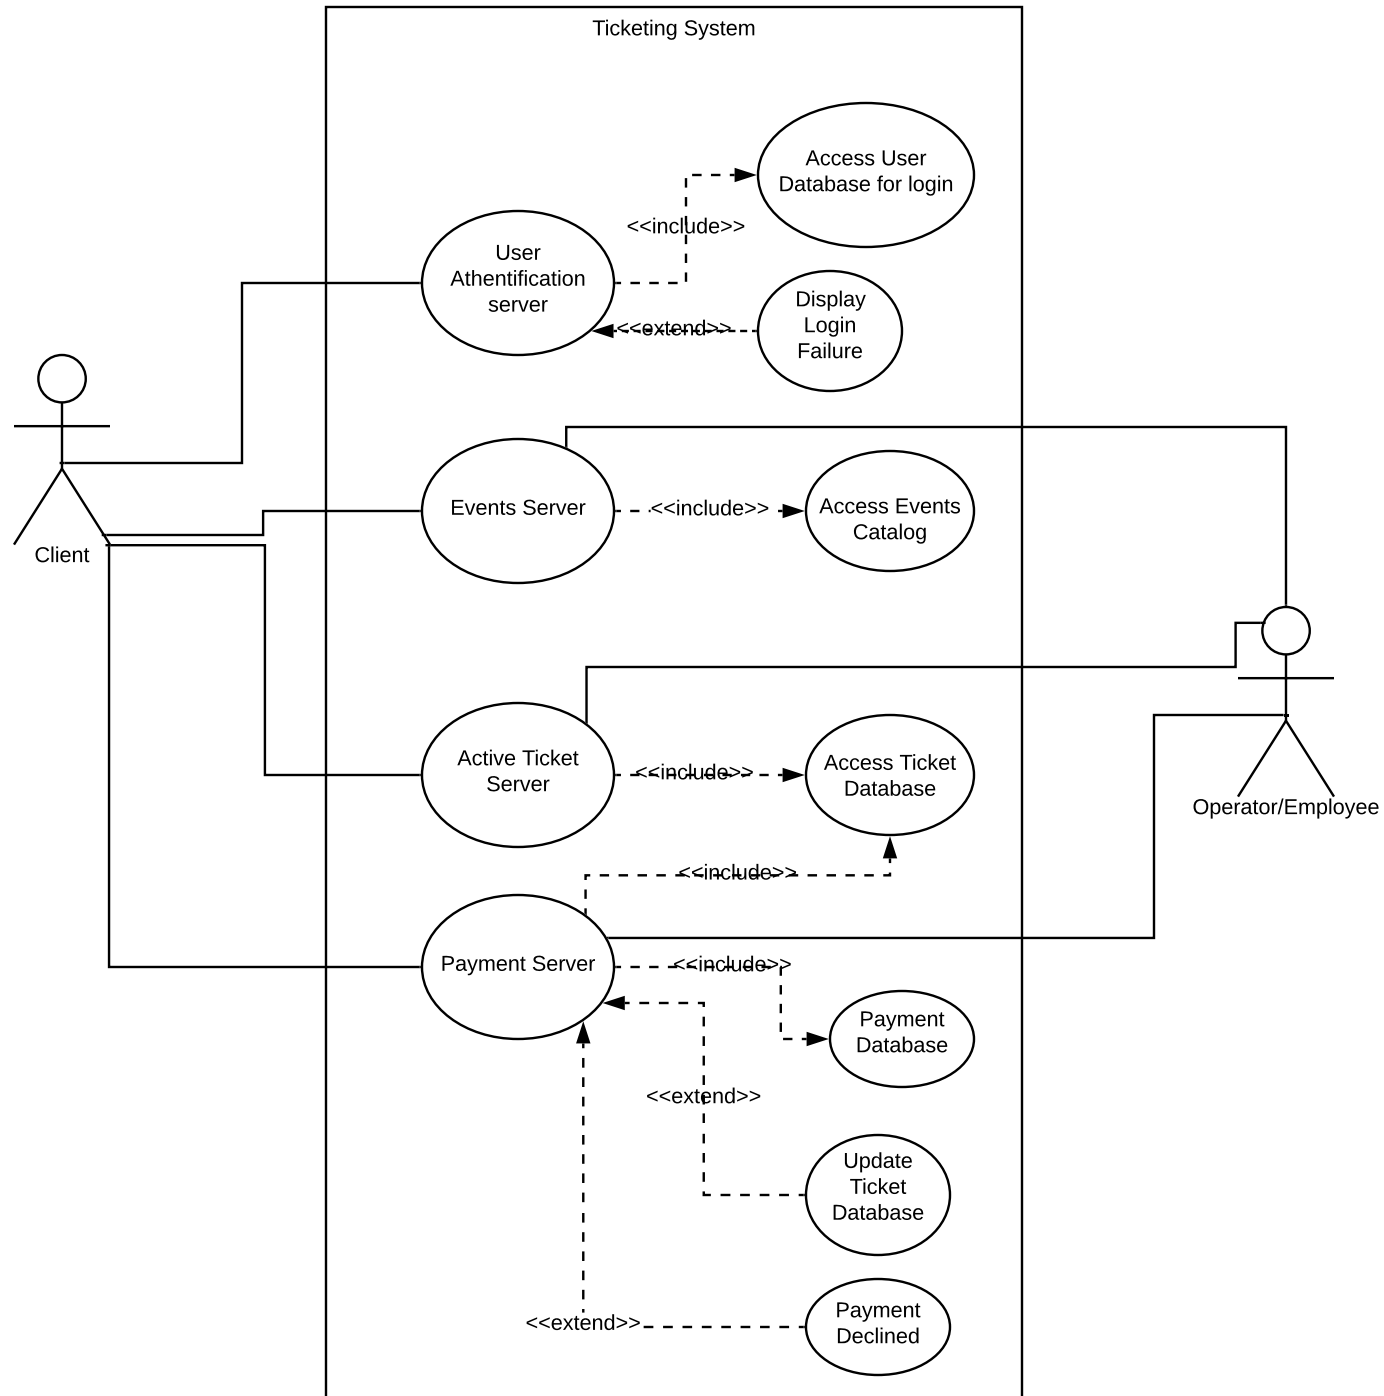 Ticketing System
Access User
Database for login
<<include>>
User
Athentification
server
Display
Login
Failure
<<extend>>
Events Server
<<include>>
Access Events
Catalog
Client
Active Ticket
Server
<<include>>
Access Ticket
Database
Operator/Employee
<<include>>
Payment Server
<<include>>
Payment
Database
<<extend>>
Update
Ticket
Database
Payment
Declined
<<extend>>